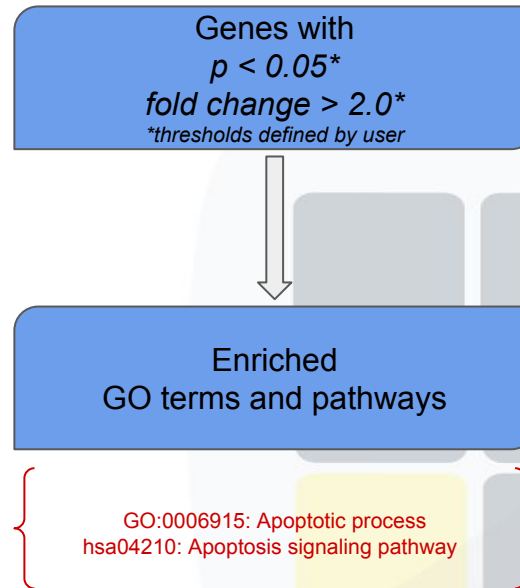 Genes with
p < 0.05*
fold change > 2.0*
*thresholds defined by user
Enriched
GO terms and pathways
GO:0006915: Apoptotic process
hsa04210: Apoptosis signaling pathway